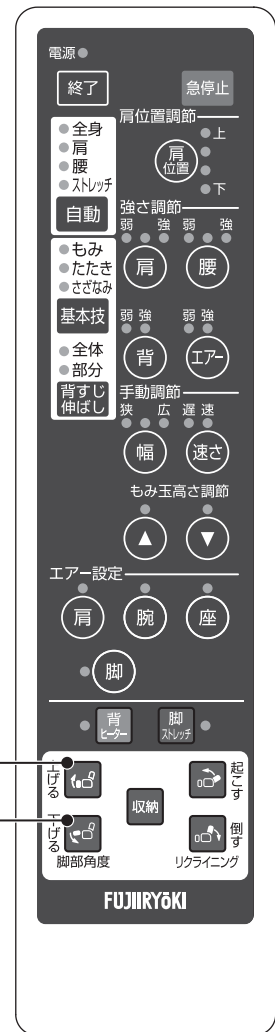 電源
終了
急停止
肩位置調節
全身
肩
腰
ストレッチ
自動
肩
位置
上
下
強さ調節
弱 強 弱 強
肩
腰
もみ
たたき
さざなみ
基本技
弱 強 弱 強
背
エアー
全体
部分
背すじ
伸ばし
手動調節
狭 広 遅 速
幅
速さ
もみ玉高さ調節
▲
▼
エアー設定
肩
腕
座
脚
背
ヒーター
脚
ストレッチ
上げる
起こす
収納
下げる
倒す
脚部角度
リクライニング
FUJIIRYŌKI